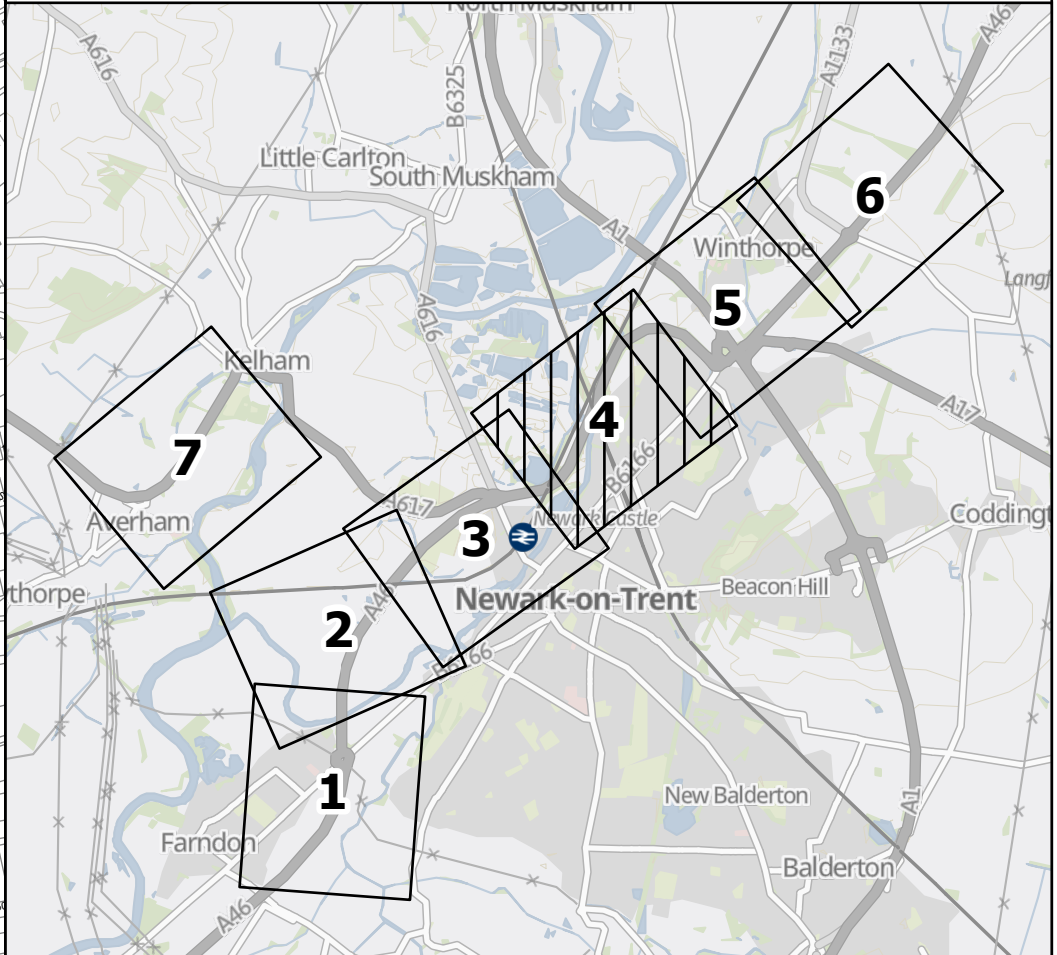 North Muskham
A46
A616
A1133
B6325
Little Carlton
South Muskham
6
A1
Winthorpe
Langf
5
A616
Kelham
A17
4
7
B6166
A617
Newark Castle
Coddingt
Averham
3
Beacon Hill
ythorpe
A46
Newark-on-Trent
2
B6166
1
New Balderton
A1
Farndon
Balderton
A46